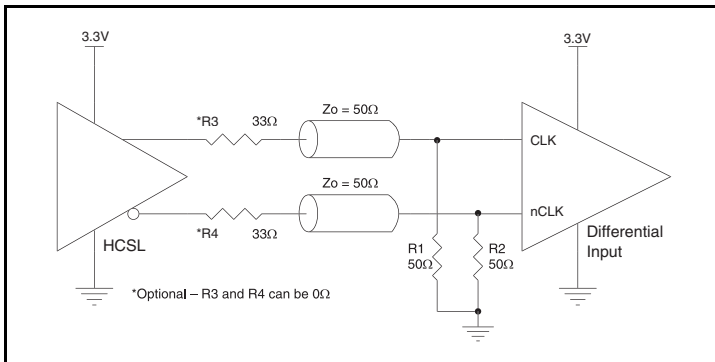 3.3V
3.3V
*R3 33Ω
Zo = 50Ω
CLK
Zo = 50Ω
*R4 33Ω
nCLK
HCSL
R1
50Ω
R2
50Ω
Differential
Input
*Optional – R3 and R4 can be 0Ω